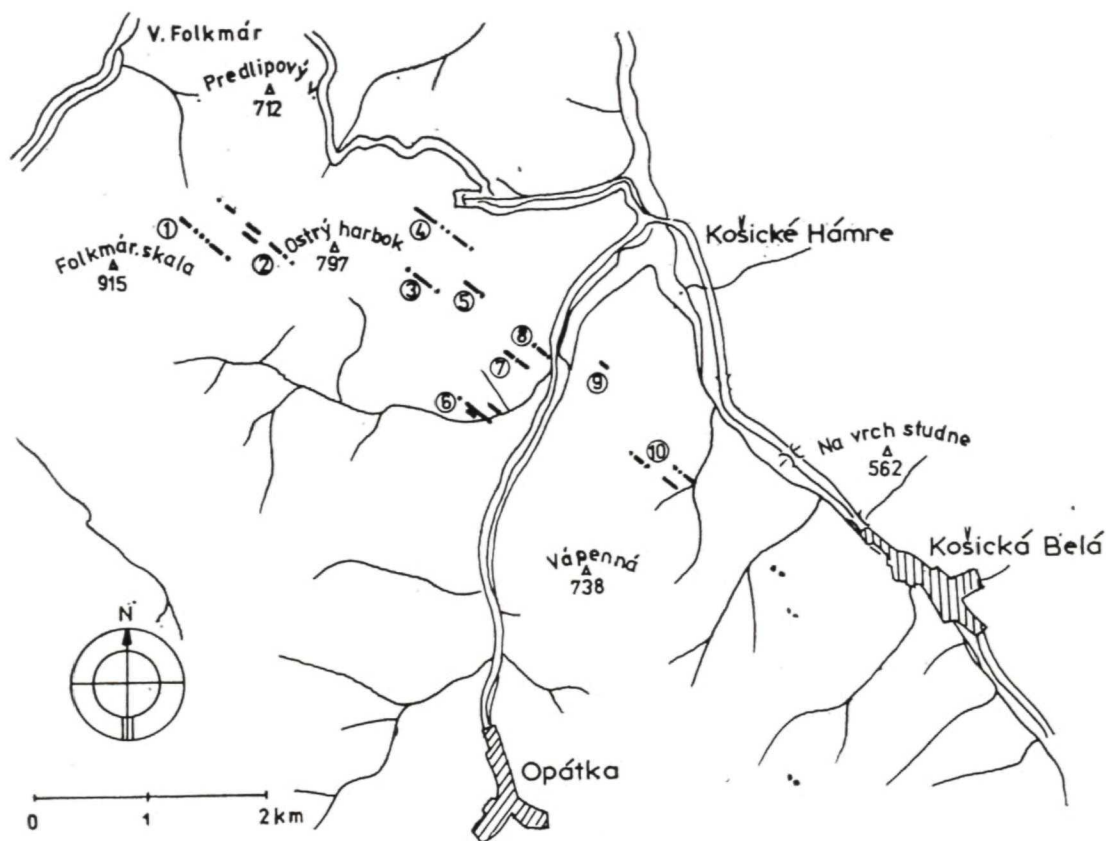 V. Folkmár
Predlipový
712
Košické Hámre
①
②
Folkmár. skala
915
Ostrý harbok
797
④
③
⑤
⑧
⑦
⑨
⑥
⑩
Na vrch studne
562
Košická Belá
Vápenná
738
N
Opátka
0 1 2 km